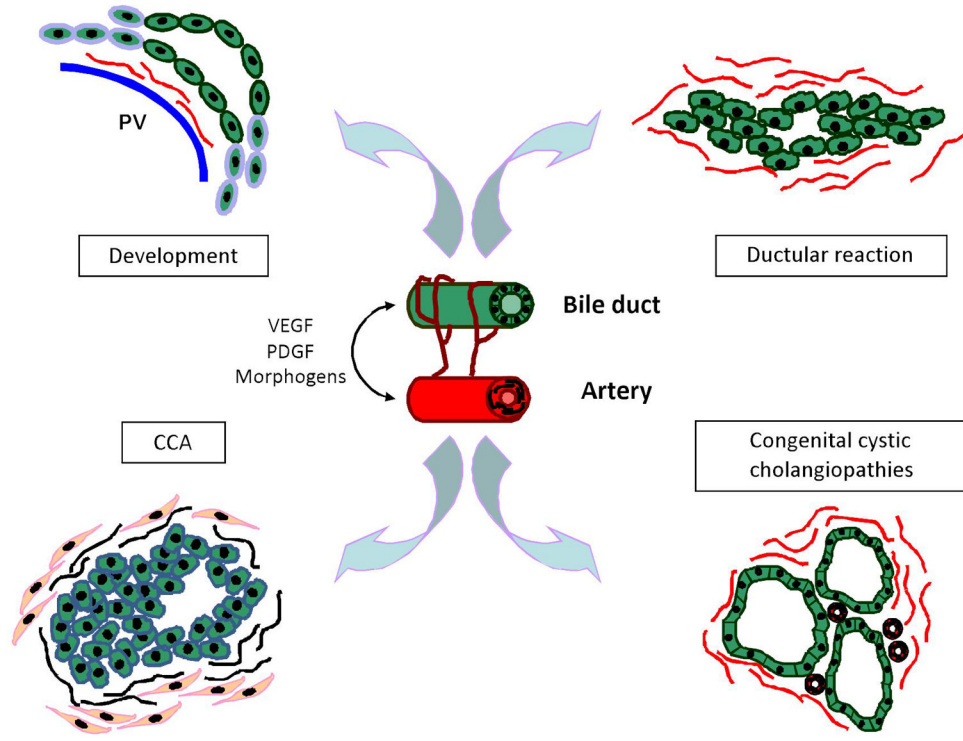 PV
Development
Ductular reaction
Bile duct
VEGF
PDGF
Morphogens
Artery
CCA
Congenital cystic
cholangiopathies